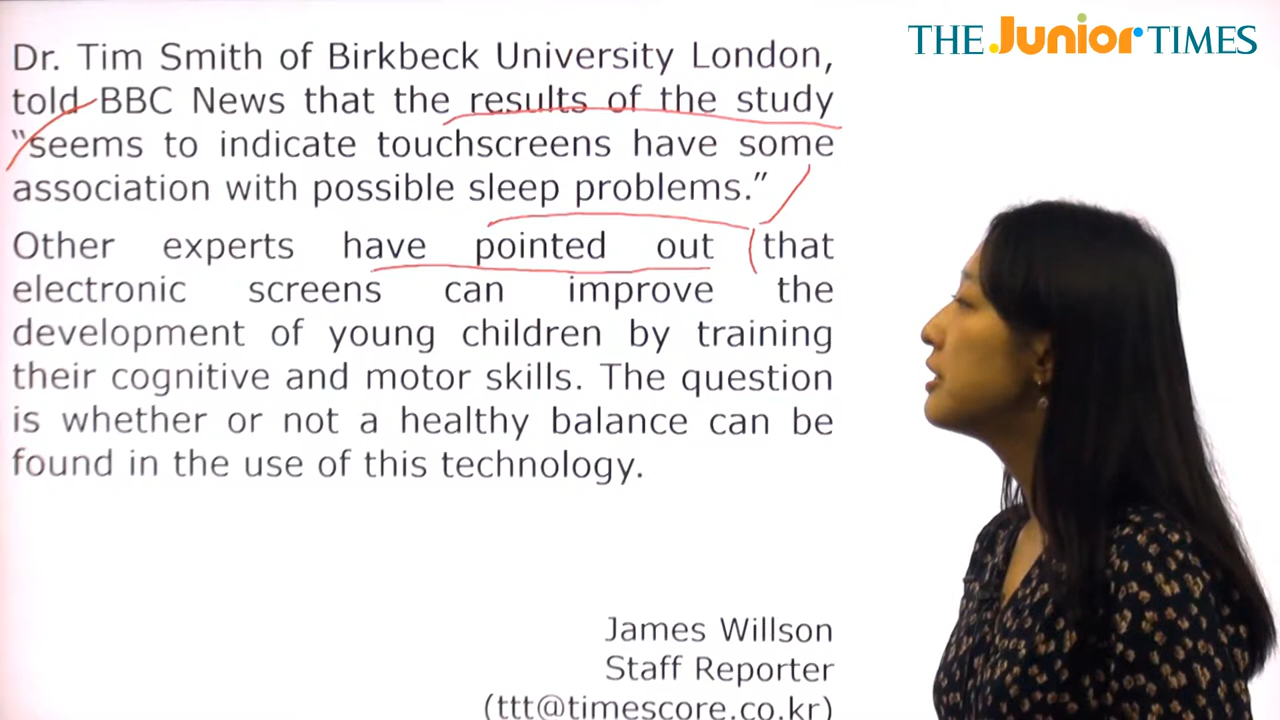 THE Junior TIMES
Dr. Tim Smith of Birkbeck University London,
told BBC News that the results of the study
"seems to indicate touchscreens have some
association with possible sleep problems."
Other experts have pointed out that
electronic screens can improve the
development of young children by training
their cognitive and motor skills. The question
is whether or not a healthy balance can be
found in the use of this technology.
James Willson
Staff Reporter
(ttt@timescore.co.kr)